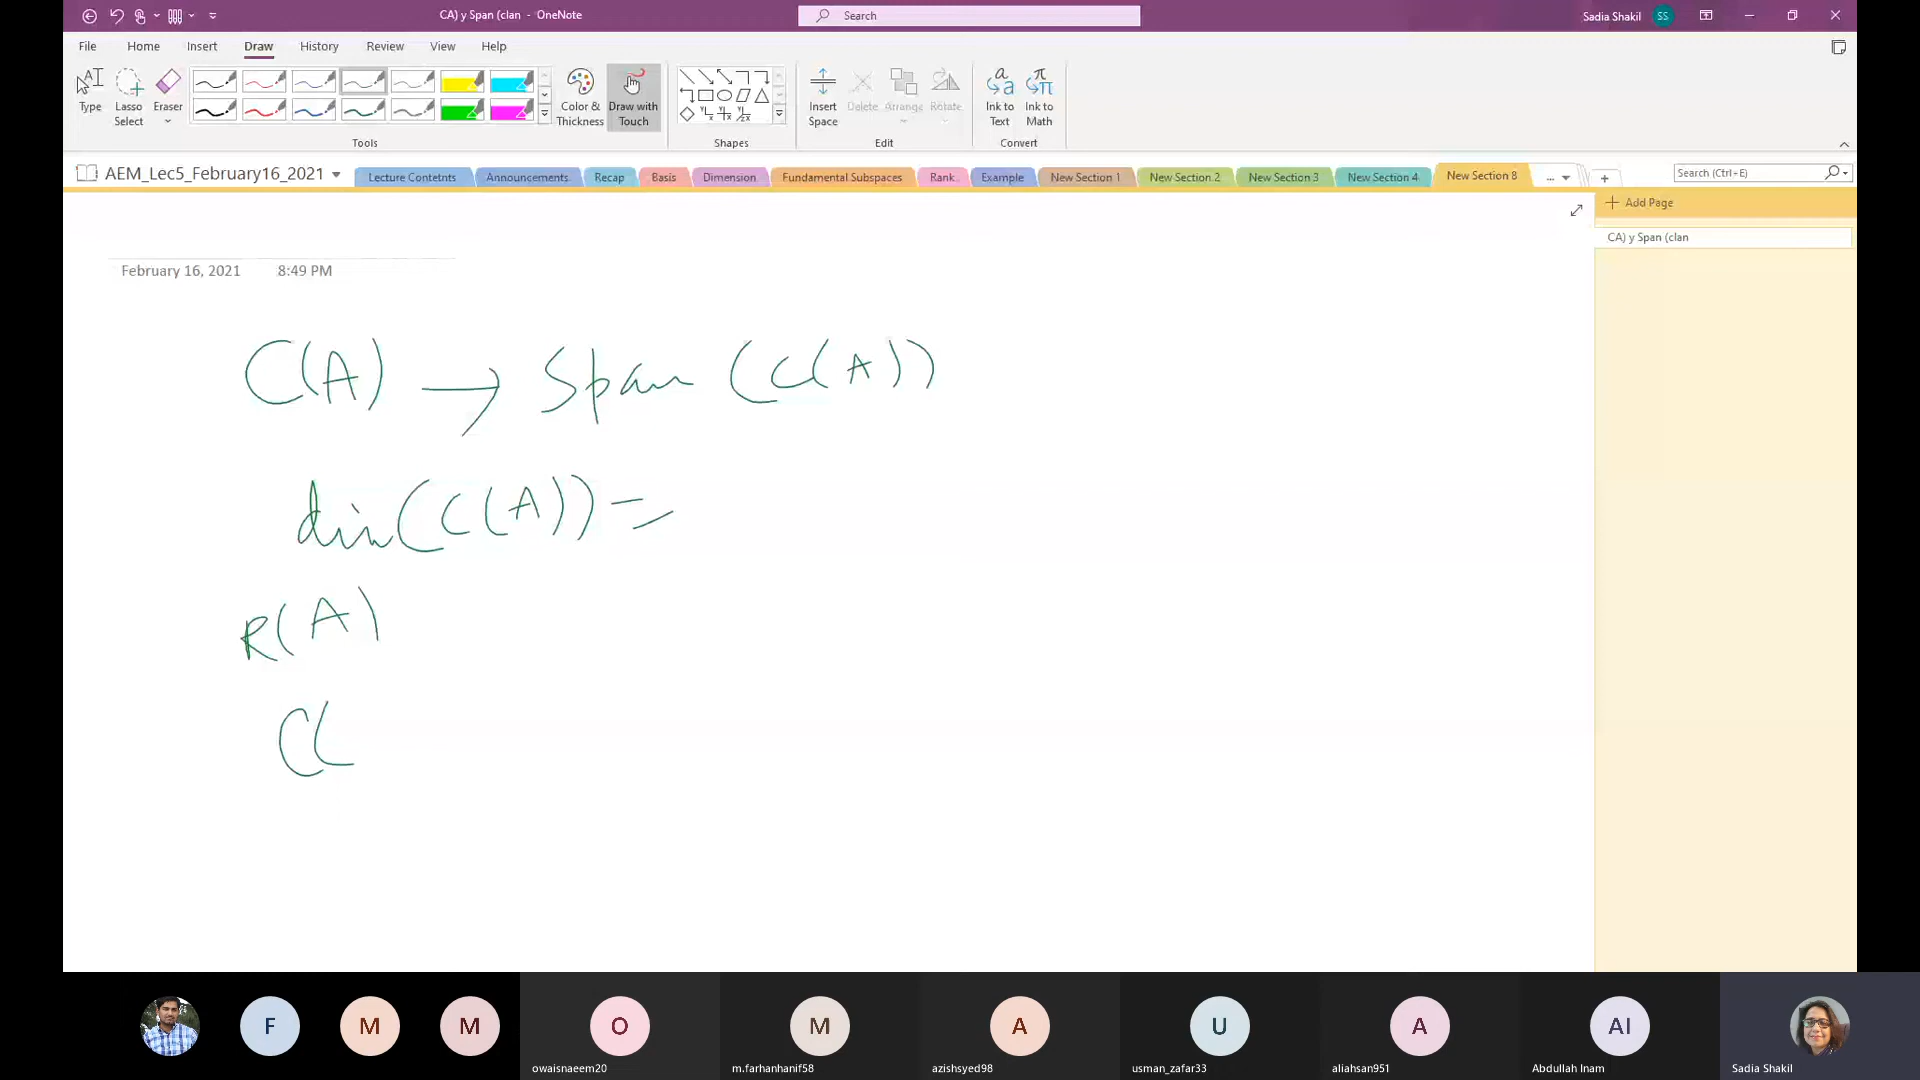 CA) y Span (clan - OneNote
Search
Sadia Shakil
SS
File Home Insert Draw History Review View Help
Type
Lasso Select
Eraser
Color & Thickness
Draw with Touch
Insert Space
Delete
Arrange
Rotate
Ink to Text
Ink to Math
Tools
Shapes
Edit
Convert
AEM_Lec5_February16_2021
Lecture Contetnts
Announcements.
Recap
Basis
Dimension
Fundamental Subspaces
Rank
Example
New Section 1
New Section 2
New Section 3
New Section 4
New Section 8
...
Search (Ctrl+E)
Add Page
CA) y Span (clan
February 16, 2021 8:49 PM
C(A) → Span (C(A))
dim(C(A)) =
R(A)
C(
F
M
M
O
M
A
U
A
AI
owaisnaeem20
m.farhanhanif58
azishsyed98
usman_zafar33
aliahsan951
Abdullah Inam
Sadia Shakil